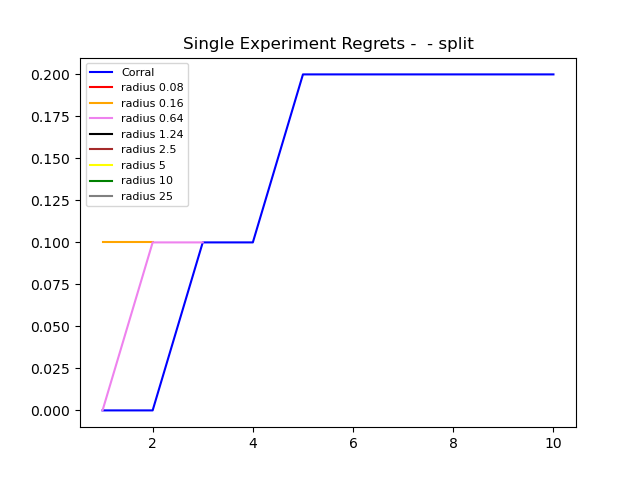 Single Experiment Regrets -  - split
0.200
0.175
0.150
0.125
0.100
0.075
0.050
0.025
0.000
Corral
radius 0.08
radius 0.16
radius 0.64
radius 1.24
radius 2.5
radius 5
radius 10
radius 25
2 4 6 8 10